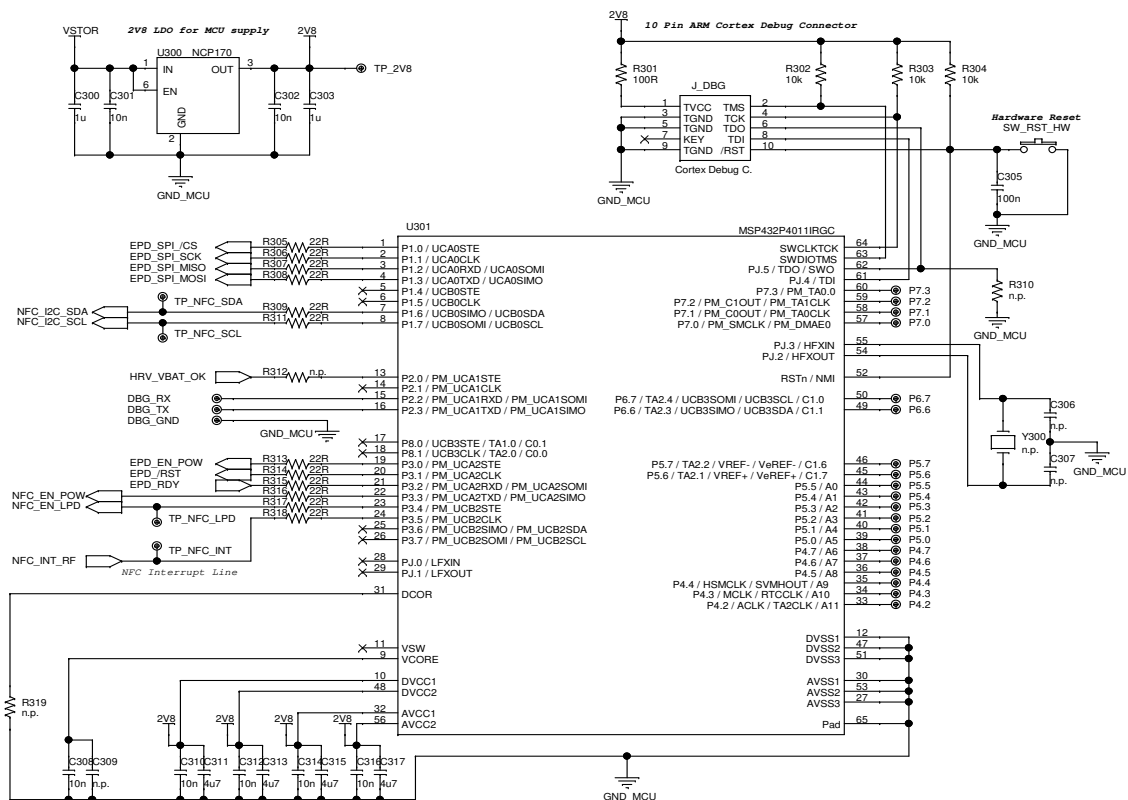 2V8
10 Pin ARM Cortex Debug Connector
VSTOR
2V8 LDO for MCU supply
2V8
U300 NCP170
1 IN OUT 3
6 EN
GND
2
TP_2V8
C300
1u
C301
10n
C302
10n
C303
1u
GND_MCU
R301
100R
R302
10k
R303
10k
R304
10k
J_DBG
1 TVCC TMS 2
3 TGND TCK 4
5 TGND TDO 6
7 KEY TDI 8
9 TGND /RST 10
Cortex Debug C.
GND_MCU
Hardware Reset
SW_RST_HW
C305
100n
GND_MCU
U301
MSP432P4011IRGC
EPD_SPI_/CS R305 22R 1 P1.0 / UCA0STE
EPD_SPI_SCK R306 22R 2 P1.1 / UCA0CLK
EPD_SPI_MISO R307 22R 3 P1.2 / UCA0RXD / UCA0SOMI
EPD_SPI_MOSI R308 22R 4 P1.3 / UCA0TXD / UCA0SIMO
5 P1.4 / UCB0STE
6 P1.5 / UCB0CLK
TP_NFC_SDA
NFC_I2C_SDA R309 22R 7 P1.6 / UCB0SIMO / UCB0SDA
NFC_I2C_SCL R311 22R 8 P1.7 / UCB0SOMI / UCB0SCL
TP_NFC_SCL
HRV_VBAT_OK R312 n.p. 13 P2.0 / PM_UCA1STE
14 P2.1 / PM_UCA1CLK
DBG_RX 15 P2.2 / PM_UCA1RXD / PM_UCA1SOMI
DBG_TX 16 P2.3 / PM_UCA1TXD / PM_UCA1SIMO
DBG_GND
GND_MCU
17 P8.0 / UCB3STE / TA1.0 / C0.1
18 P8.1 / UCB3CLK / TA2.0 / C0.0
EPD_EN_POW R313 22R 19 P3.0 / PM_UCA2STE
EPD_/RST R314 22R 20 P3.1 / PM_UCA2CLK
EPD_RDY R315 22R 21 P3.2 / PM_UCA2RXD / PM_UCA2SOMI
NFC_EN_POW R316 22R 22 P3.3 / PM_UCA2TXD / PM_UCA2SIMO
NFC_EN_LPD R317 22R 23 P3.4 / PM_UCB2STE
R318 22R 24 P3.5 / PM_UCB2CLK
TP_NFC_LPD
25 P3.6 / PM_UCB2SIMO / PM_UCB2SDA
26 P3.7 / PM_UCB2SOMI / PM_UCB2SCL
TP_NFC_INT
NFC_INT_RF
NFC Interrupt Line
28 PJ.0 / LFXIN
29 PJ.1 / LFXOUT
31 DCOR
11 VSW
9 VCORE
10 DVCC1
48 DVCC2
32 AVCC1
56 AVCC2
SWCLKTCK 64
SWDIOTMS 63
PJ.5 / TDO / SWO 62
PJ.4 / TDI 61
P7.3 / PM_TA0.0 60 P7.3
P7.2 / PM_C1OUT / PM_TA1CLK 59 P7.2
P7.1 / PM_C0OUT / PM_TA0CLK 58 P7.1
P7.0 / PM_SMCLK / PM_DMAE0 57 P7.0
R310
n.p.
GND_MCU
PJ.3 / HFXIN 55
PJ.2 / HFXOUT 54
RSTn / NMI 52
P6.7 / TA2.4 / UCB3SOMI / UCB3SCL / C1.0 50 P6.7
P6.6 / TA2.3 / UCB3SIMO / UCB3SDA / C1.1 49 P6.6
C306
n.p.
Y300
n.p.
C307
n.p.
GND_MCU
P5.7 / TA2.2 / VREF- / VeREF- / C1.6 46 P5.7
P5.6 / TA2.1 / VREF+ / VeREF+ / C1.7 45 P5.6
P5.5 / A0 44 P5.5
P5.4 / A1 43 P5.4
P5.3 / A2 42 P5.3
P5.2 / A3 41 P5.2
P5.1 / A4 40 P5.1
P5.0 / A5 39 P5.0
P4.7 / A6 38 P4.7
P4.6 / A7 37 P4.6
P4.5 / A8 36 P4.5
P4.4 / HSMCLK / SVMHOUT / A9 35 P4.4
P4.3 / MCLK / RTCCLK / A10 34 P4.3
P4.2 / ACLK / TA2CLK / A11 33 P4.2
DVSS1 12
DVSS2 47
DVSS3 51
AVSS1 30
AVSS2 53
AVSS3 27
Pad 65
R319
n.p.
2V8 2V8 2V8 2V8
C308
10n
C309
n.p.
C310
10n
C311
4u7
C312
10n
C313
4u7
C314
10n
C315
4u7
C316
10n
C317
4u7
GND_MCU